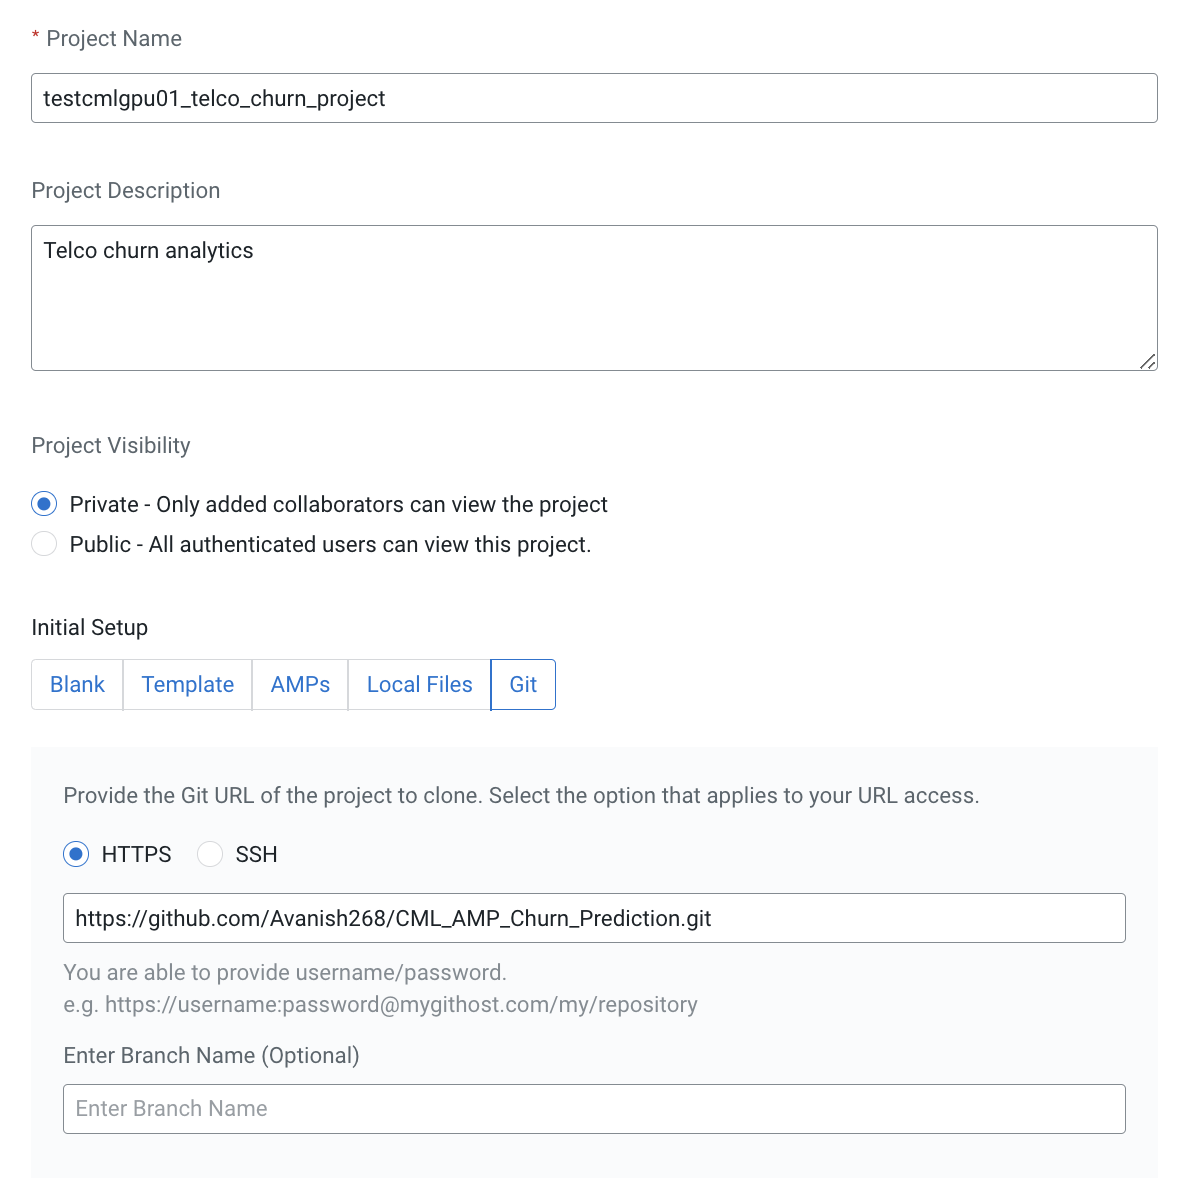 * Project Name
testcmlgpu01_telco_churn_project
Project Description
Telco churn analytics
Project Visibility
Private - Only added collaborators can view the project
Public - All authenticated users can view this project.
Initial Setup
Blank Template AMPs Local Files Git
Provide the Git URL of the project to clone. Select the option that applies to your URL access.
HTTPS SSH
https://github.com/Avanish268/CML_AMP_Churn_Prediction.git
You are able to provide username/password.
e.g. https://username:password@mygithost.com/my/repository
Enter Branch Name (Optional)
Enter Branch Name